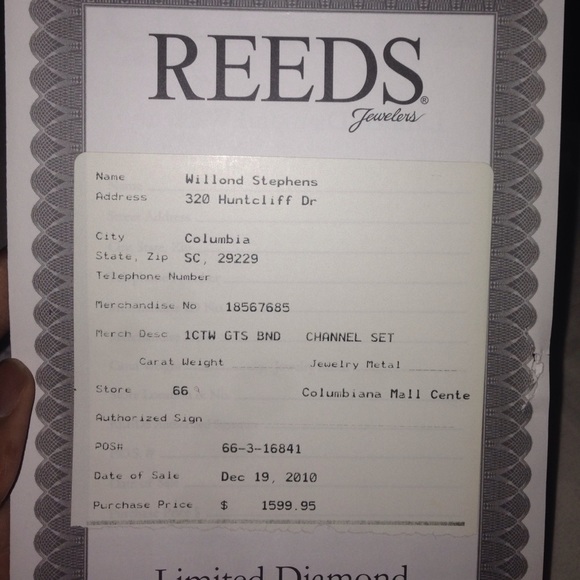 REEDS®
Jewelers
Name Willond Stephens
Address 320 Huntcliff Dr
City Columbia
State, Zip SC, 29229
Telephone Number
Merchandise No 18567685
Merch Desc 1CTW GTS BND CHANNEL SET
Carat Weight Jewelry Metal
Store 66 Columbiana Mall Cente
Authorized Sign
POS# 66-3-16841
Date of Sale Dec 19, 2010
Purchase Price $ 1599.95
Limited Diamond